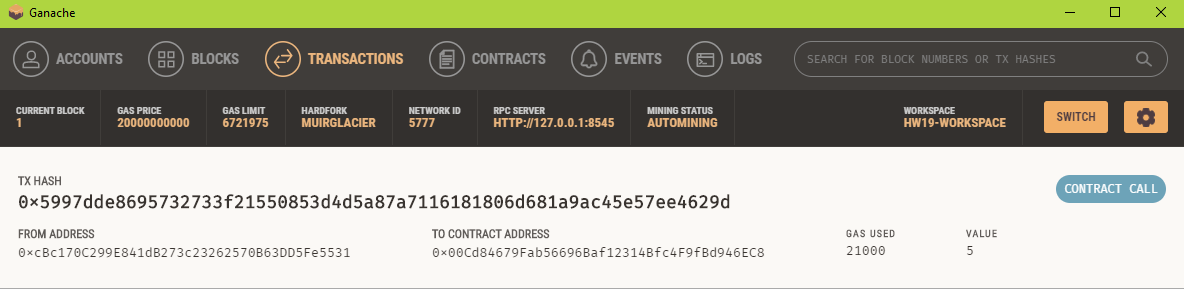 Ganache
ACCOUNTS BLOCKS TRANSACTIONS CONTRACTS EVENTS LOGS SEARCH FOR BLOCK NUMBERS OR TX HASHES
CURRENT BLOCK GAS PRICE GAS LIMIT HARDFORK NETWORK ID RPC SERVER MINING STATUS WORKSPACE
1 20000000000 6721975 MUIRGLACIER 5777 HTTP://127.0.0.1:8545 AUTOMINING HW19-WORKSPACE SWITCH
TX HASH
0×5997dde8695732733f21550853d4d5a87a7116181806d681a9ac45e57ee4629d CONTRACT CALL
FROM ADDRESS TO CONTRACT ADDRESS GAS USED VALUE
0×cBc170C299E841dB273c23262570B63DD5Fe5531 0×00Cd84679Fab56696Baf12314Bfc4F9fBd946EC8 21000 5